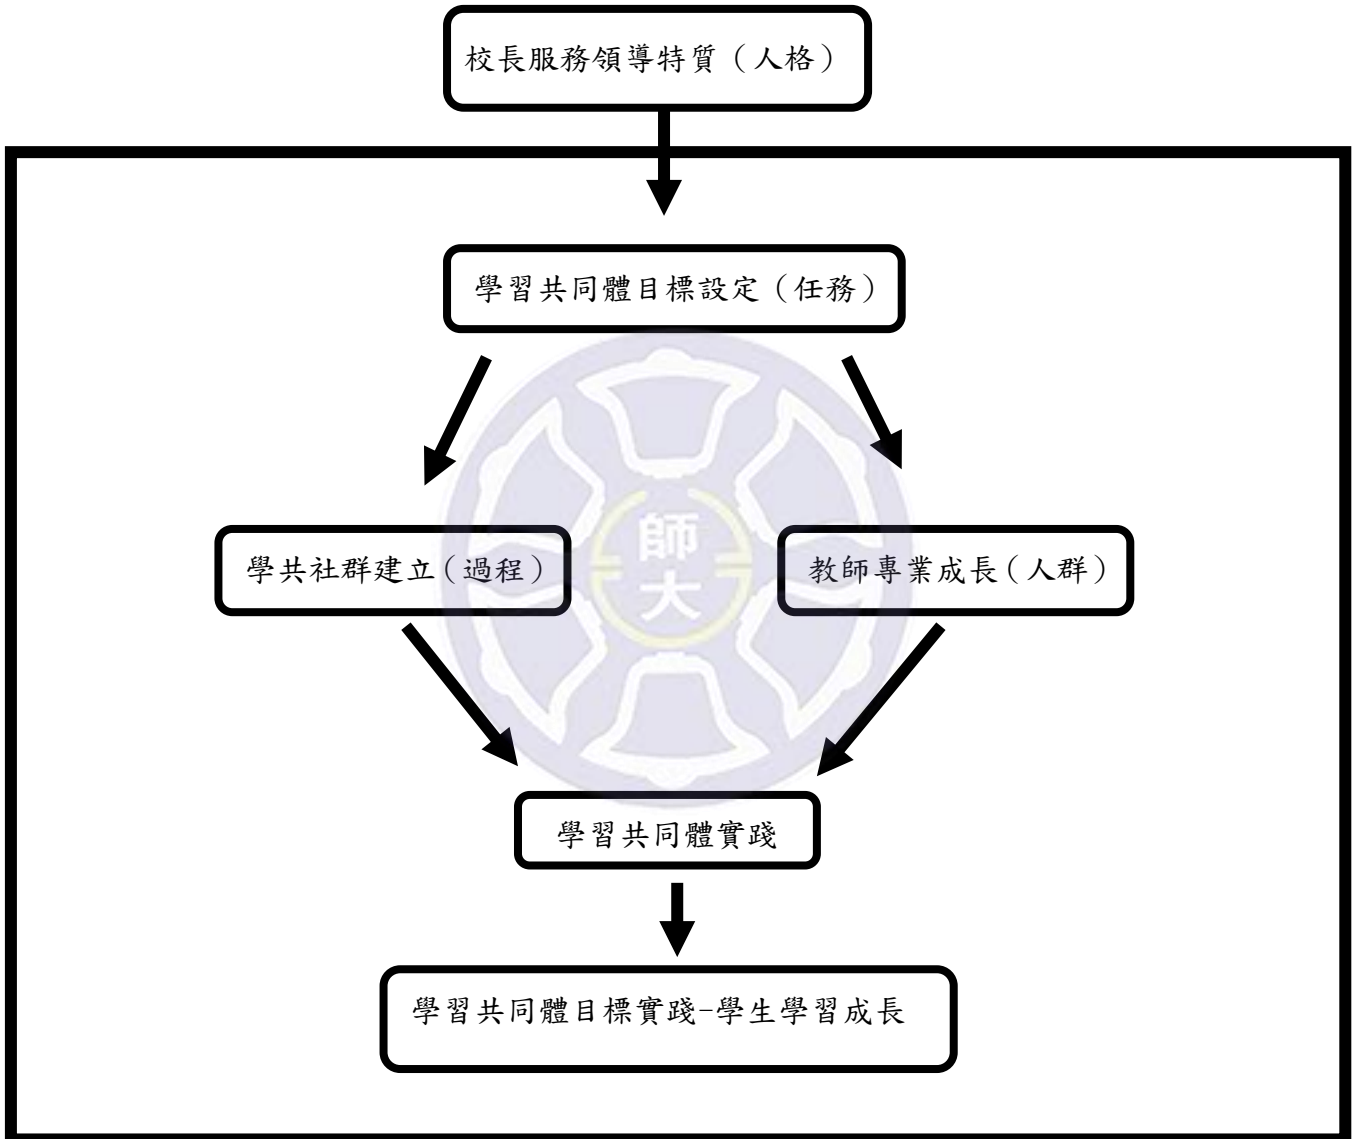 校長服務領導特質（人格）
學習共同體目標設定（任務）
學共社群建立（過程）
教師專業成長（人群）
師大
學習共同體實踐
學習共同體目標實踐-學生學習成長